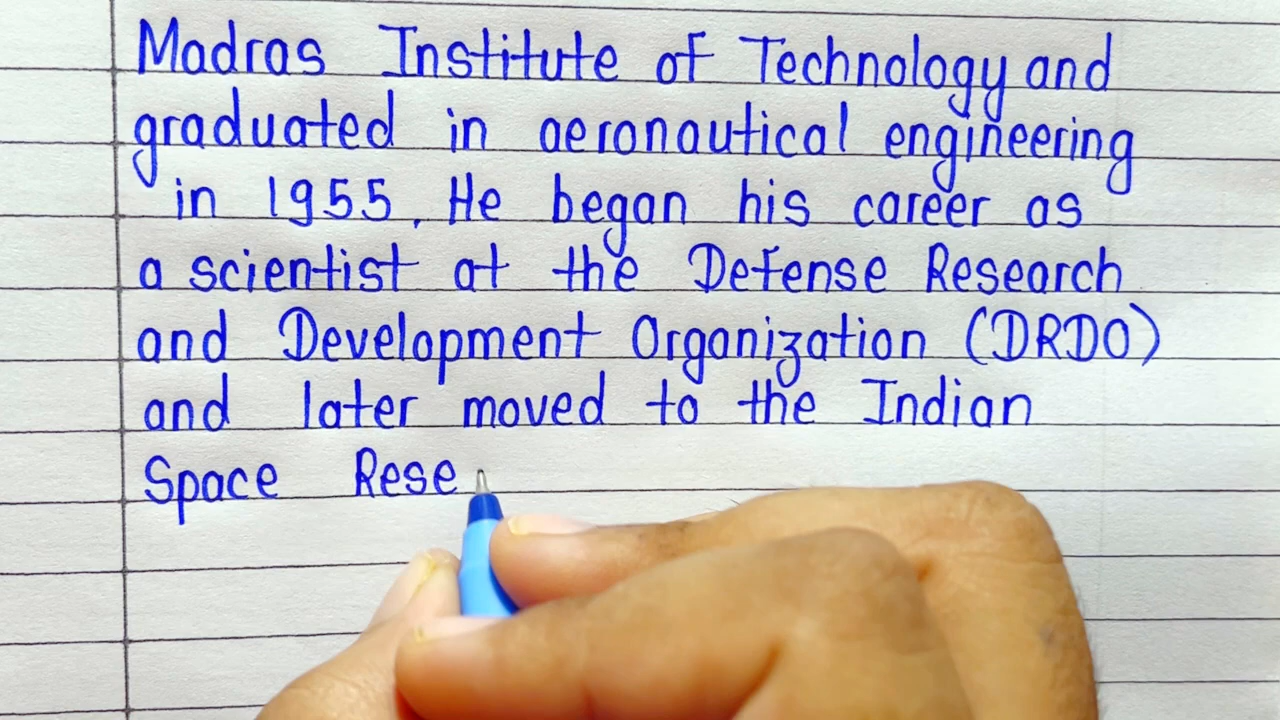 Madras Institute of Technology and
graduated in aeronautical engineering
in 1955. He began his career as
a scientist at the Defense Research
and Development Organization (DRDO)
and later moved to the Indian
Space Rese